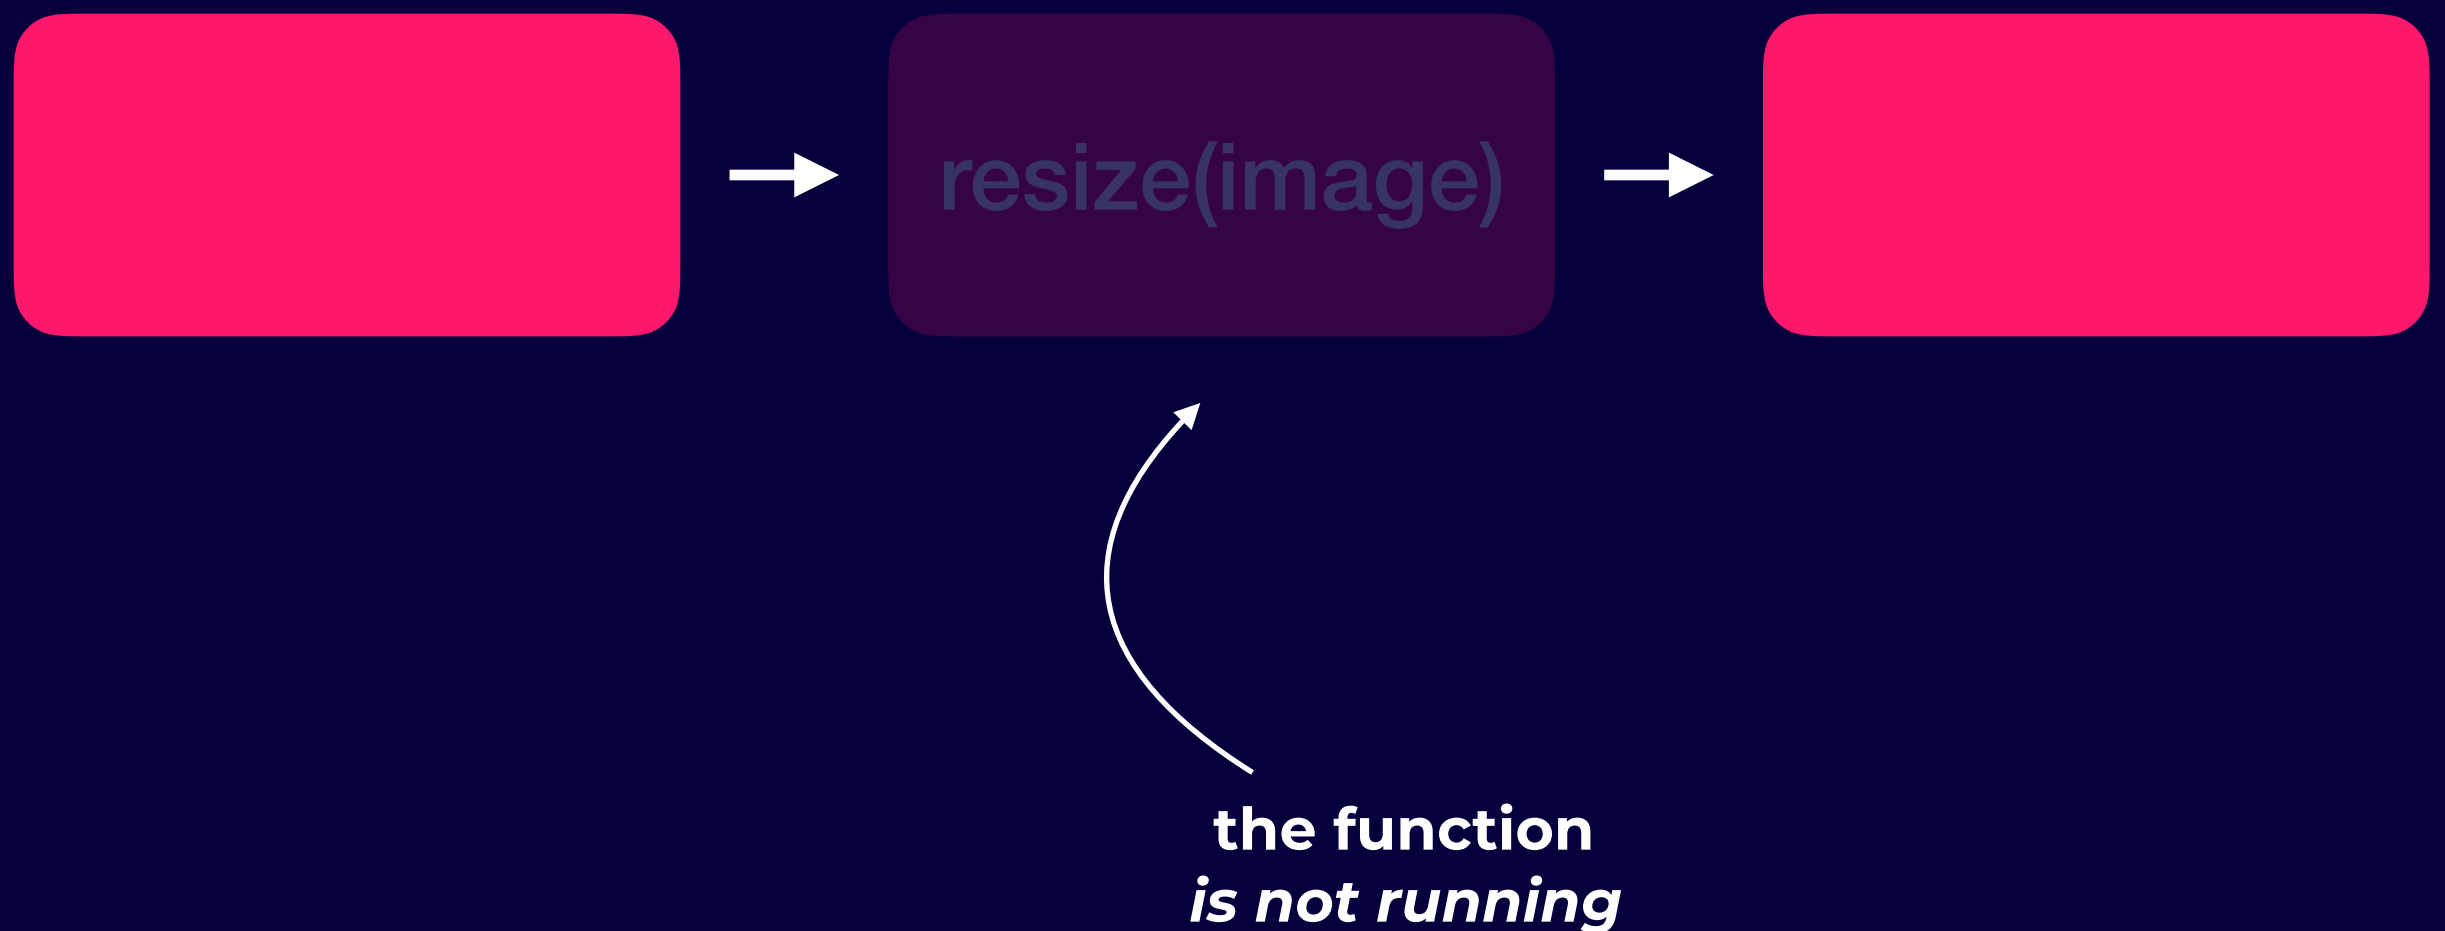 resize(image)
the function
is not running